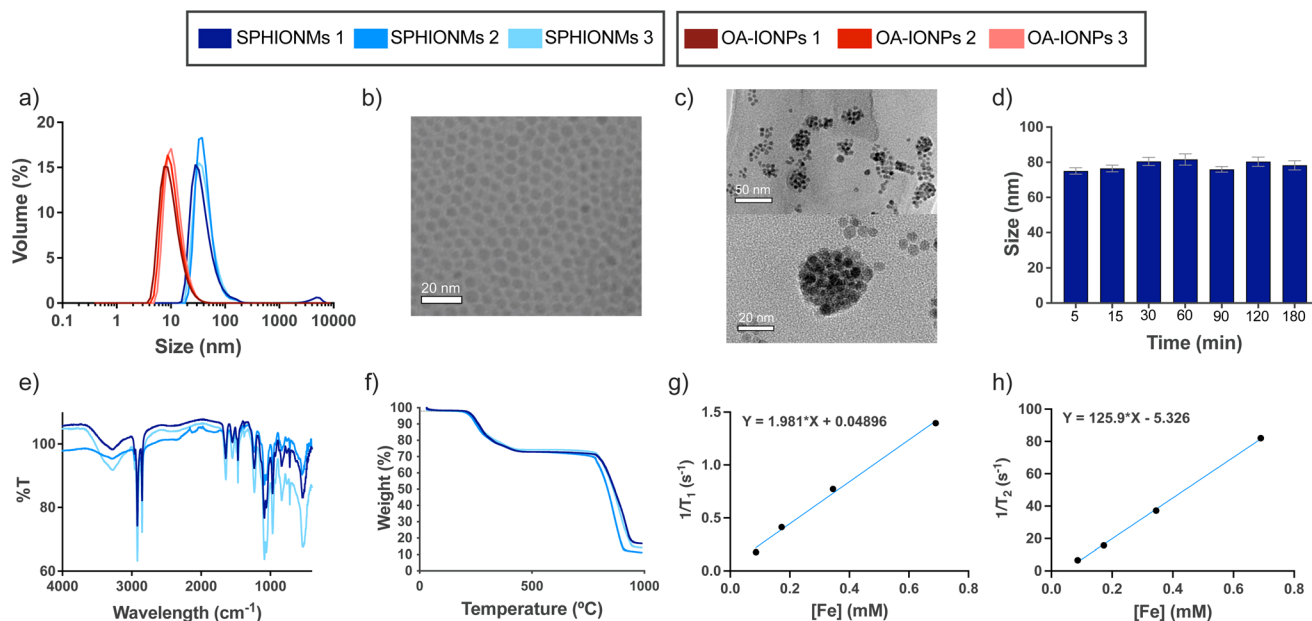 SPHIONMs 1 SPHIONMs 2 SPHIONMs 3 OA-IONPs 1 OA-IONPs 2 OA-IONPs 3
a)
20
15
10
5
0
Volume (%)
0.1 1 10 100 1000 10000
Size (nm)
b)
20 nm
c)
50 nm
20 nm
d)
100
80
60
40
20
0
Size (nm)
5 15 30 60 90 120 180
Time (min)
e)
100
80
60
%T
4000 3000 2000 1000
Wavelength (cm⁻¹)
f)
100
90
80
70
60
50
40
30
20
10
0
Weight (%)
0 500 1000
Temperature (ºC)
g)
Y = 1.981*X + 0.04896
1.5
1.0
0.5
0.0
1/T₁ (s⁻¹)
0.0 0.2 0.4 0.6 0.8
[Fe] (mM)
h)
Y = 125.9*X - 5.326
100
80
60
40
20
0
1/T₂ (s⁻¹)
0.0 0.2 0.4 0.6 0.8
[Fe] (mM)